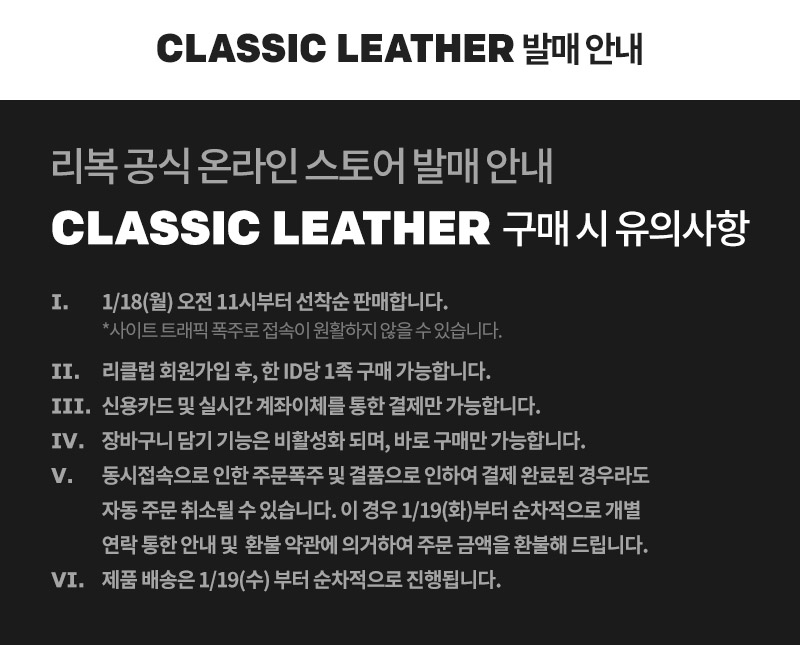 CLASSIC LEATHER 발매 안내
리복 공식 온라인 스토어 발매 안내
CLASSIC LEATHER 구매 시 유의사항
I. 1/18(월) 오전 11시부터 선착순 판매합니다.
*사이트 트래픽 폭주로 접속이 원활하지 않을 수 있습니다.
II. 리클럽 회원가입 후, 한 ID당 1족 구매 가능합니다.
III. 신용카드 및 실시간 계좌이체를 통한 결제만 가능합니다.
IV. 장바구니 담기 기능은 비활성화 되며, 바로 구매만 가능합니다.
V. 동시접속으로 인한 주문폭주 및 결품으로 인하여 결제 완료된 경우라도
자동 주문 취소될 수 있습니다. 이 경우 1/19(화)부터 순차적으로 개별
연락 통한 안내 및 환불 약관에 의거하여 주문 금액을 환불해 드립니다.
VI. 제품 배송은 1/19(수) 부터 순차적으로 진행됩니다.